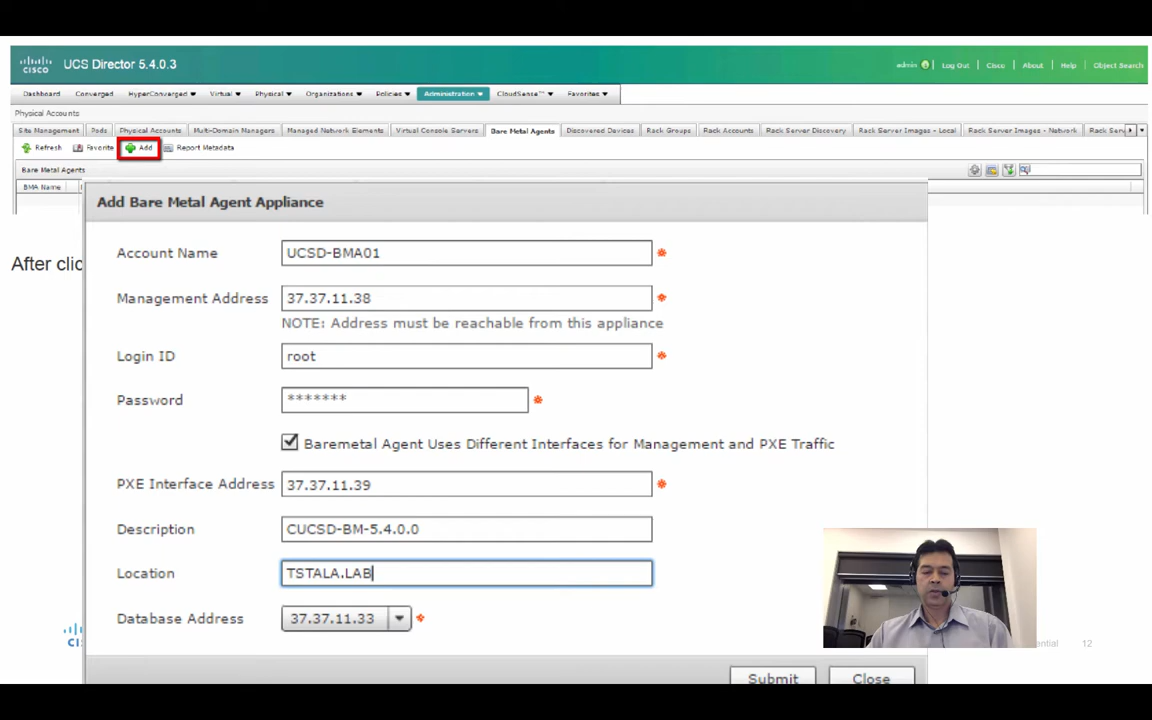 cisco UCS Director 5.4.0.3 admin Log Out Cisco About Help Object Search
Dashboard Converged HyperConverged Virtual Physical Organizations Policies Administration CloudSense™ Favorites
Physical Accounts
Site Management Pods Physical Accounts Multi-Domain Managers Managed Network Elements Virtual Console Servers Bare Metal Agents Discovered Devices Rack Groups Rack Accounts Rack Server Discovery Rack Server Images - Local Rack Server Images - Network Rack Serv
Refresh Favorite Add Report Metadata
Bare Metal Agents
BMA Name
Add Bare Metal Agent Appliance
After clic
Account Name UCSD-BMA01 *
Management Address 37.37.11.38 *
NOTE: Address must be reachable from this appliance
Login ID root *
Password ******* *
Baremetal Agent Uses Different Interfaces for Management and PXE Traffic
PXE Interface Address 37.37.11.39 *
Description CUCSD-BM-5.4.0.0
Location TSTALA.LAB
Database Address 37.37.11.33 *
ential 12
Submit Close